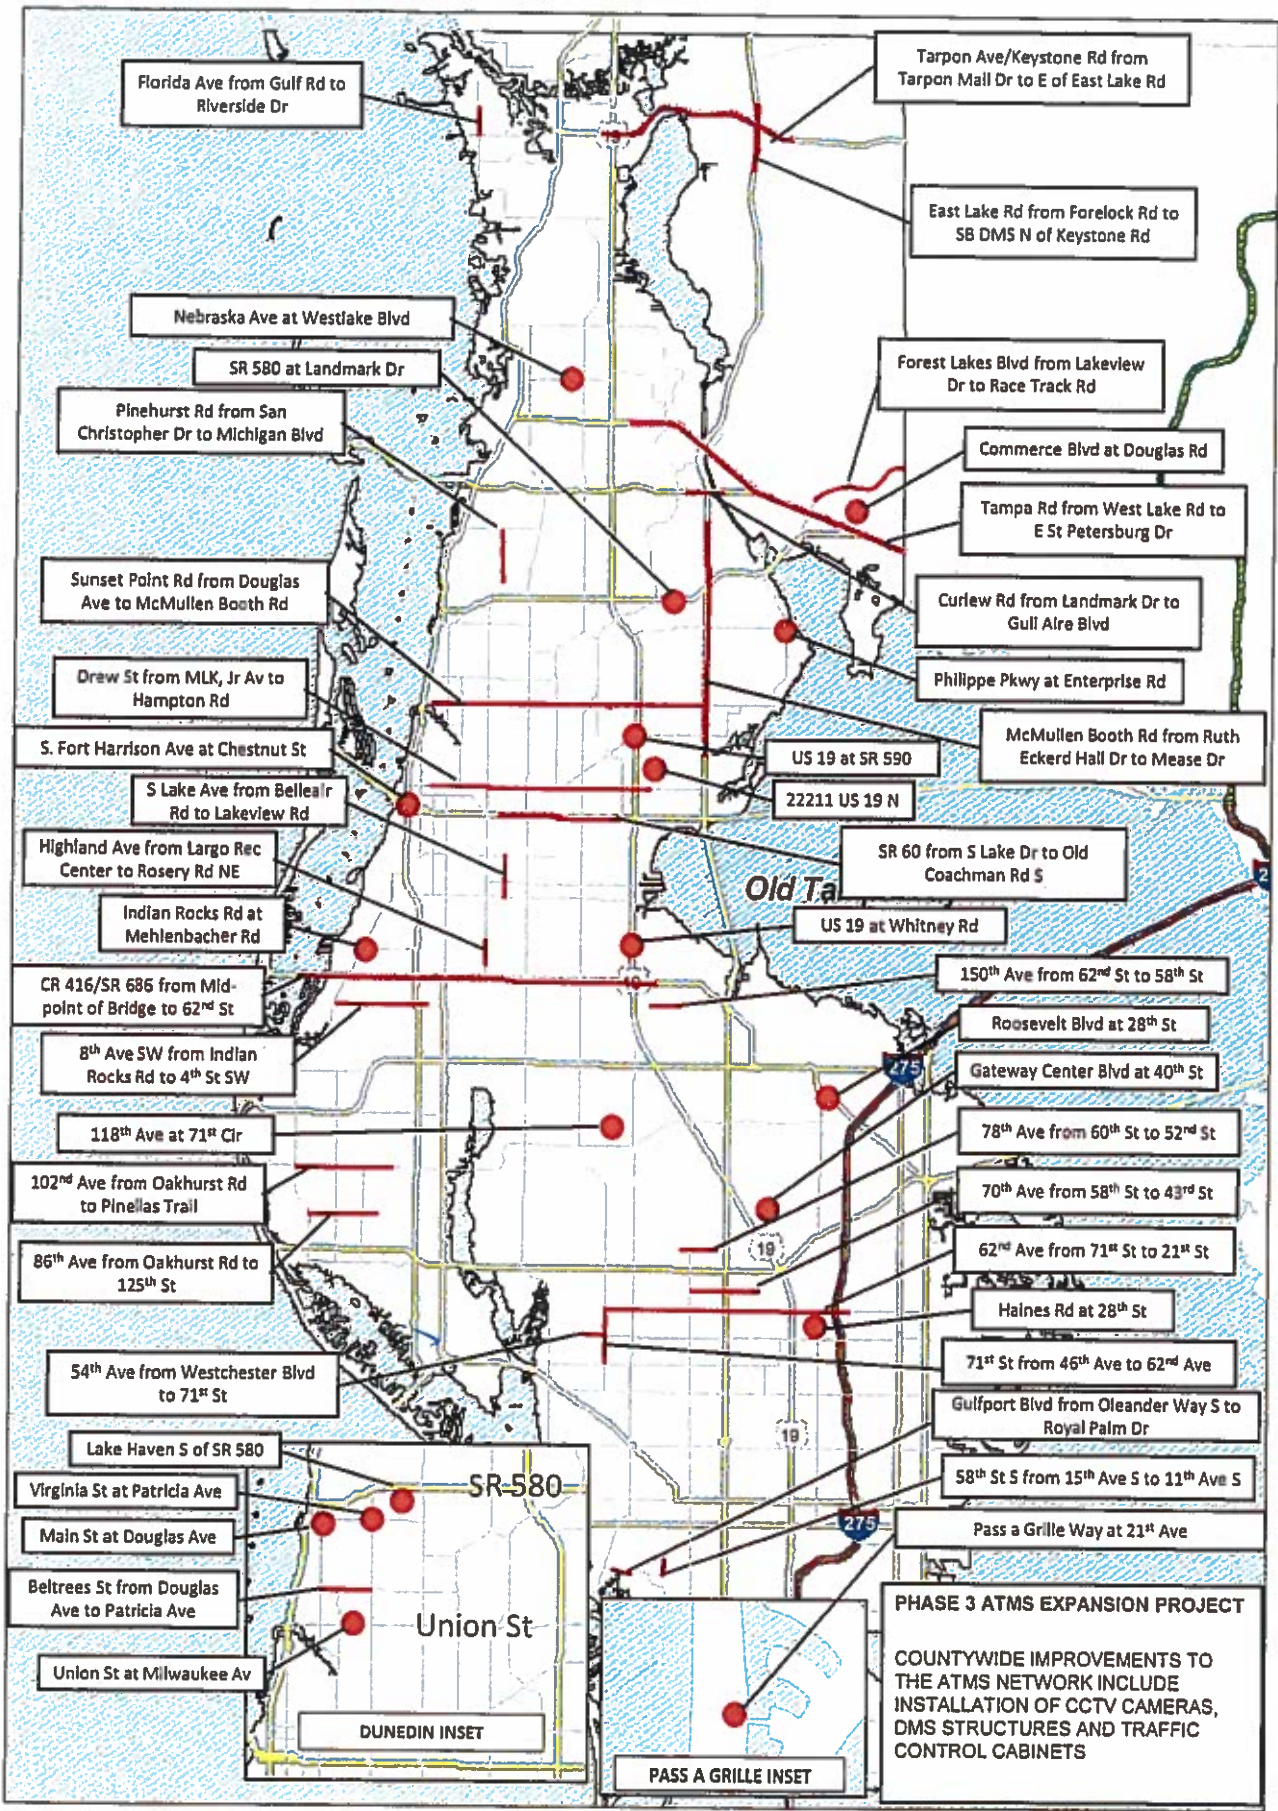 Florida Ave from Gulf Rd to
Riverside Dr
Tarpon Ave/Keystone Rd from
Tarpon Mall Dr to E of East Lake Rd
19
East Lake Rd from Forelock Rd to
SB DMS N of Keystone Rd
Nebraska Ave at Westlake Blvd
SR 580 at Landmark Dr
Pinehurst Rd from San
Christopher Dr to Michigan Blvd
Forest Lakes Blvd from Lakeview
Dr to Race Track Rd
Commerce Blvd at Douglas Rd
Tampa Rd from West Lake Rd to
E St Petersburg Dr
Sunset Point Rd from Douglas
Ave to McMullen Booth Rd
Curlew Rd from Landmark Dr to
Gull Aire Blvd
Drew St from MLK, Jr Av to
Hampton Rd
Philippe Pkwy at Enterprise Rd
S. Fort Harrison Ave at Chestnut St
US 19 at SR 590
McMullen Booth Rd from Ruth
Eckerd Hall Dr to Mease Dr
S Lake Ave from Belleair
Rd to Lakeview Rd
22211 US 19 N
Highland Ave from Largo Rec
Center to Rosery Rd NE
SR 60 from S Lake Dr to Old
Coachman Rd S
Old Ta
2
Indian Rocks Rd at
Mehlenbacher Rd
US 19 at Whitney Rd
CR 416/SR 686 from Mid-
point of Bridge to 62nd St
19
150th Ave from 62nd St to 58th St
Roosevelt Blvd at 28th St
8th Ave SW from Indian
Rocks Rd to 4th St SW
275
Gateway Center Blvd at 40th St
118th Ave at 71st Cir
78th Ave from 60th St to 52nd St
102nd Ave from Oakhurst Rd
to Pinellas Trail
70th Ave from 58th St to 43rd St
86th Ave from Oakhurst Rd to
125th St
19
62nd Ave from 71st St to 21st St
Haines Rd at 28th St
54th Ave from Westchester Blvd
to 71st St
71st St from 46th Ave to 62nd Ave
Gulfport Blvd from Oleander Way S to
Royal Palm Dr
19
Lake Haven S of SR 580
SR 580
58th St S from 15th Ave S to 11th Ave S
Virginia St at Patricia Ave
Main St at Douglas Ave
275
Pass a Grille Way at 21st Ave
Beltrees St from Douglas
Ave to Patricia Ave
Union St
Union St at Milwaukee Av
DUNEDIN INSET
PASS A GRILLE INSET
PHASE 3 ATMS EXPANSION PROJECT
COUNTYWIDE IMPROVEMENTS TO
THE ATMS NETWORK INCLUDE
INSTALLATION OF CCTV CAMERAS,
DMS STRUCTURES AND TRAFFIC
CONTROL CABINETS